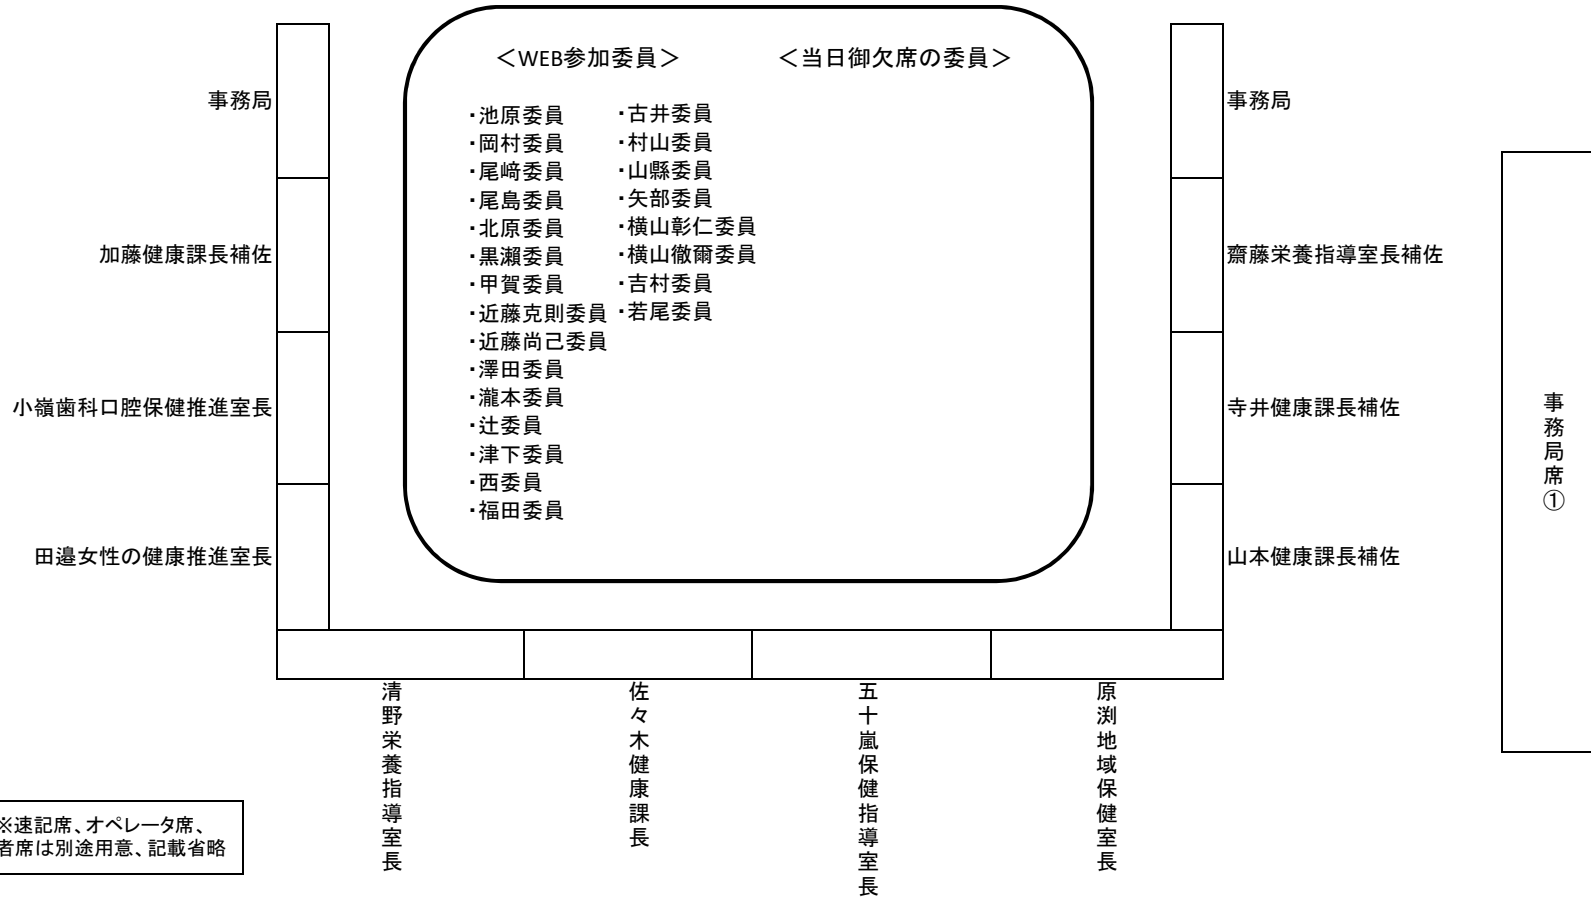 ＜WEB参加委員＞
＜当日御欠席の委員＞
・池原委員
・岡村委員
・尾﨑委員
・尾島委員
・北原委員
・黒瀨委員
・甲賀委員
・近藤克則委員
・近藤尚己委員
・澤田委員
・瀧本委員
・辻委員
・津下委員
・西委員
・福田委員
・古井委員
・村山委員
・山縣委員
・矢部委員
・横山彰仁委員
・横山徹爾委員
・吉村委員
・若尾委員
事務局
加藤健康課長補佐
小嶺歯科口腔保健推進室長
田邉女性の健康推進室長
事務局
齋藤栄養指導室長補佐
寺井健康課長補佐
山本健康課長補佐
事務局席①
清野栄養指導室長
佐々木健康課長
五十嵐保健指導室長
原渕地域保健室長
※速記席、オペレータ席、
者席は別途用意、記載省略